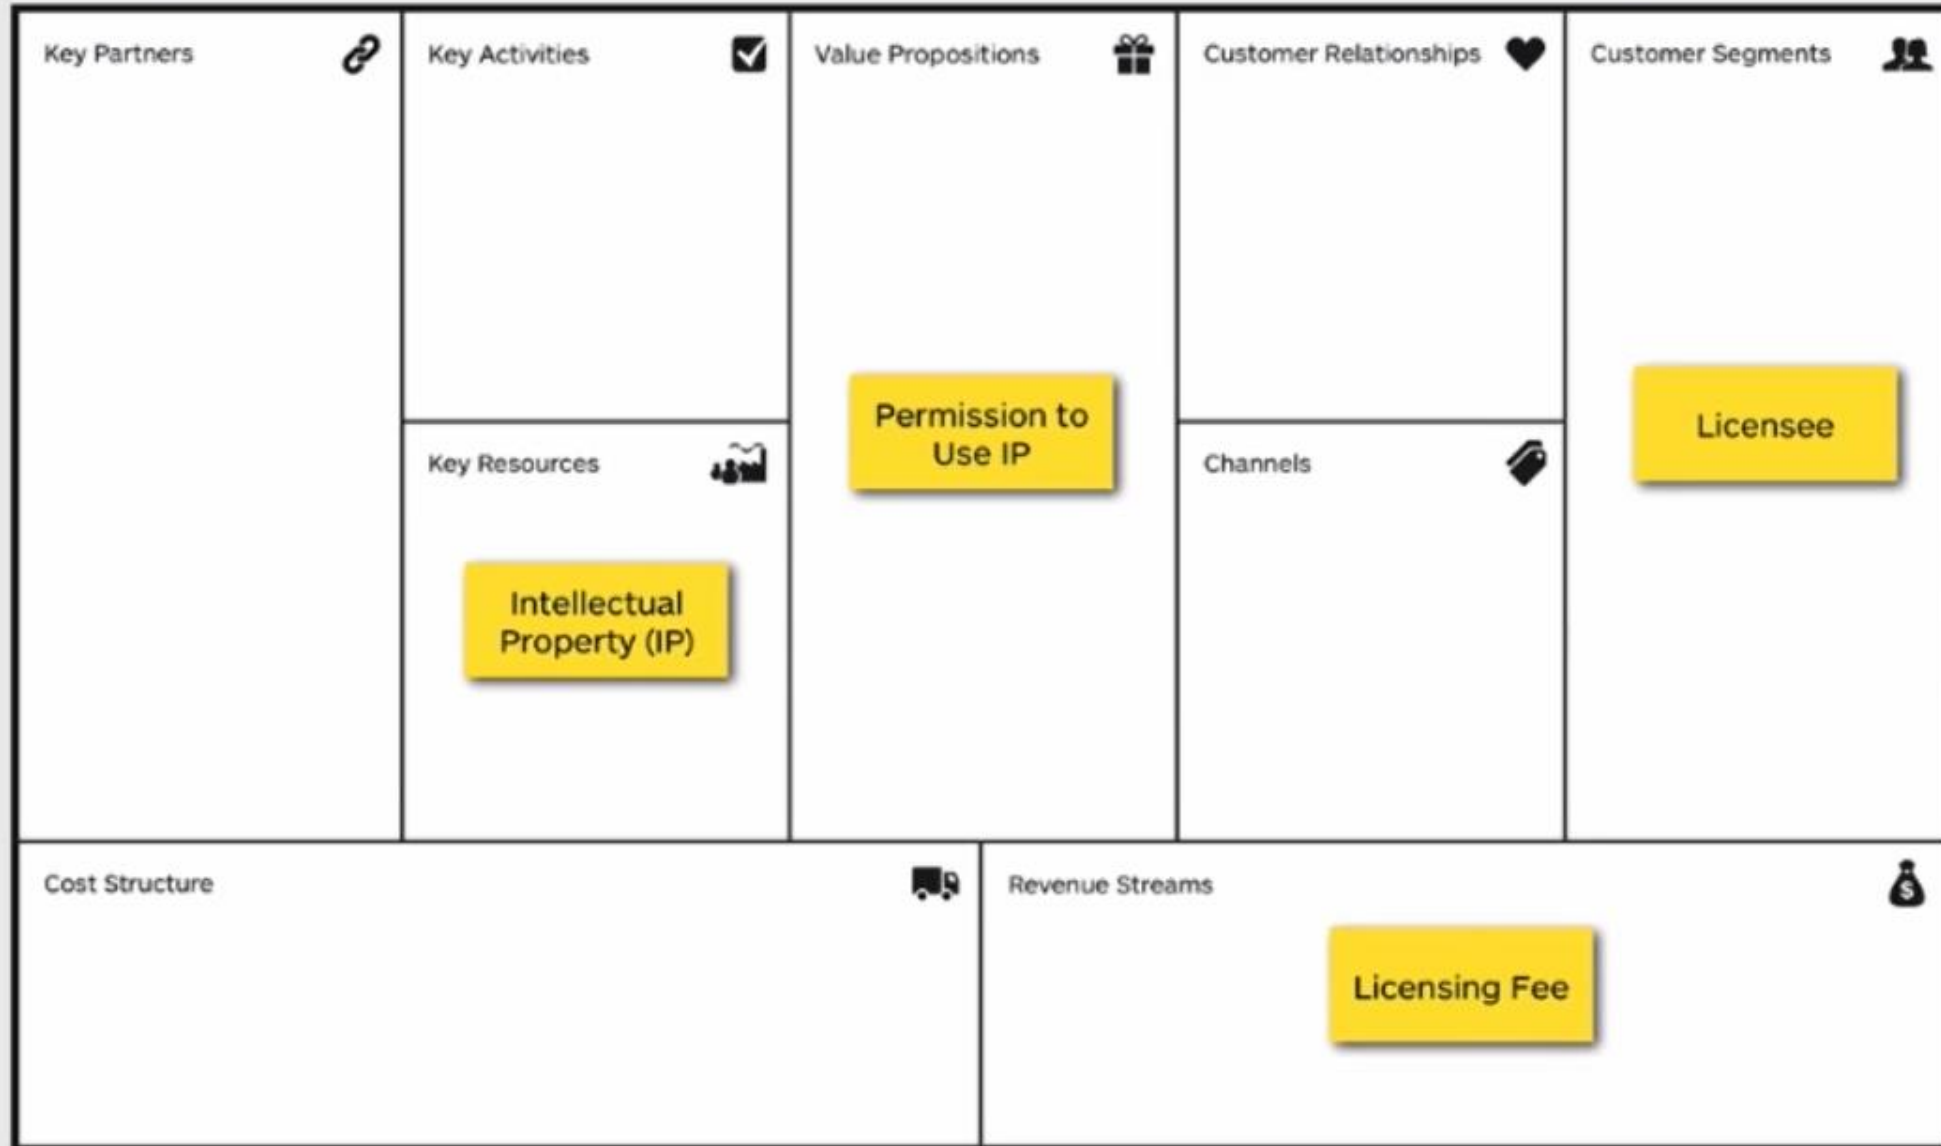 Key Partners
Key Activities
Value Propositions
Customer Relationships
Customer Segments
Permission to
Use IP
Licensee
Key Resources
Channels
Intellectual
Property (IP)
Cost Structure
Revenue Streams
$
Licensing Fee